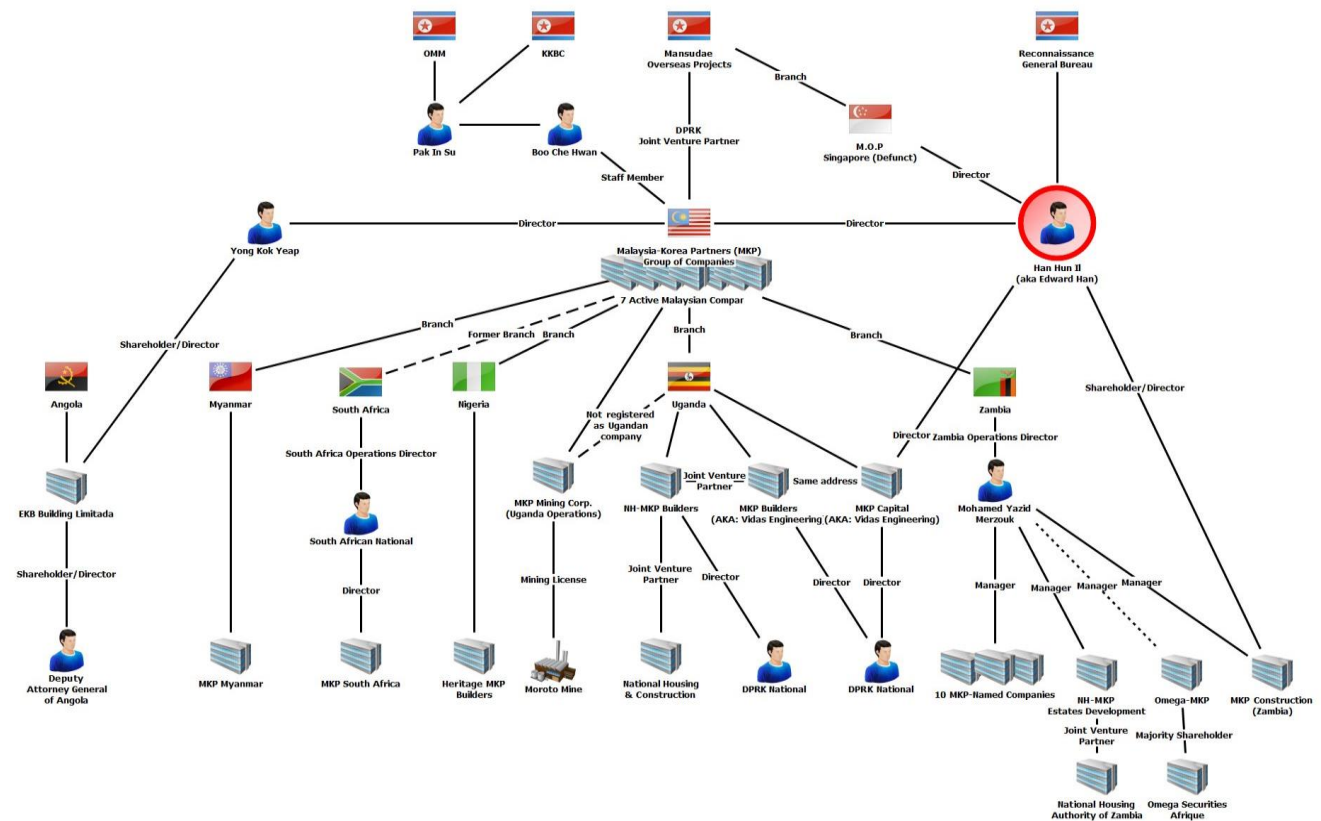 OMM
KKBC
Mansudae
Overseas Projects
Reconnaissance
General Bureau
Branch
DPRK
Joint Venture Partner
M.O.P
Singapore (Defunct)
Pak In Su
Boo Che Hwan
Staff Member
Director
Director
Director
Yong Kok Yeap
Malaysia-Korea Partners (MKP)
Group of Companies
Han Hun Il
(aka Edward Han)
7 Active Malaysian Compar
Branch
Former Branch
Branch
Branch
Branch
Shareholder/Director
Shareholder/Director
Angola
Myanmar
South Africa
Nigeria
Uganda
Zambia
Not registered
as Ugandan
company
Director
Zambia Operations Director
South Africa Operations Director
Joint Venture
Partner
Same address
EKB Building Limitada
South African National
MKP Mining Corp.
(Uganda Operations)
NH-MKP Builders
MKP Builders
(AKA: Vidas Engineering)
MKP Capital
(AKA: Vidas Engineering)
Mohamed Yazid
Merzouk
Shareholder/Director
Director
Mining License
Joint Venture
Partner
Director
Director
Director
Manager
Manager
Manager
Manager
Deputy
Attorney General
of Angola
MKP Myanmar
MKP South Africa
Heritage MKP
Builders
Moroto Mine
National Housing
& Construction
DPRK National
DPRK National
10 MKP-Named Companies
NH-MKP
Estates Development
Omega-MKP
MKP Construction
(Zambia)
Joint Venture
Partner
Majority Shareholder
National Housing
Authority of Zambia
Omega Securities
Afrique